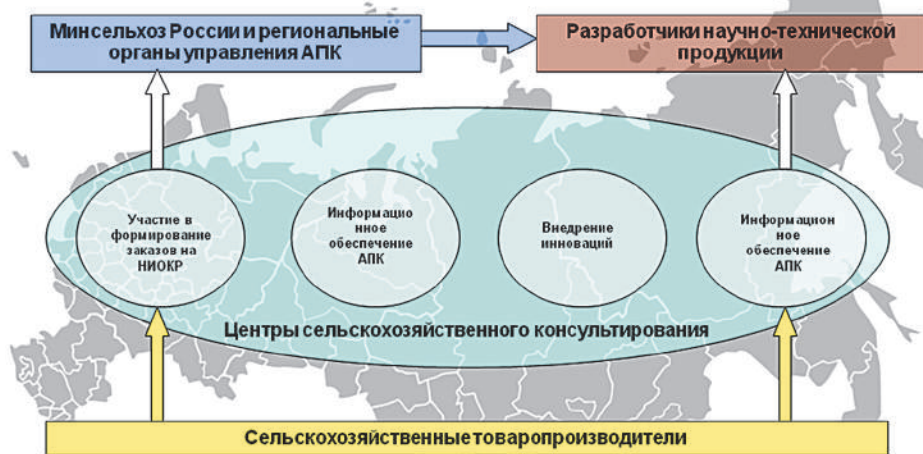 Минсельхоз России и региональные
органы управления АПК
Разработчики научно-технической
продукции
Участие в
формирование
заказов на
НИОКР
Информацио
нное
обеспечение
АПК
Внедрение
инноваций
Информацион
ное
обеспечение
АПК
Центры сельскохозяйственного консультирования
Сельскохозяйственные товаропроизводители